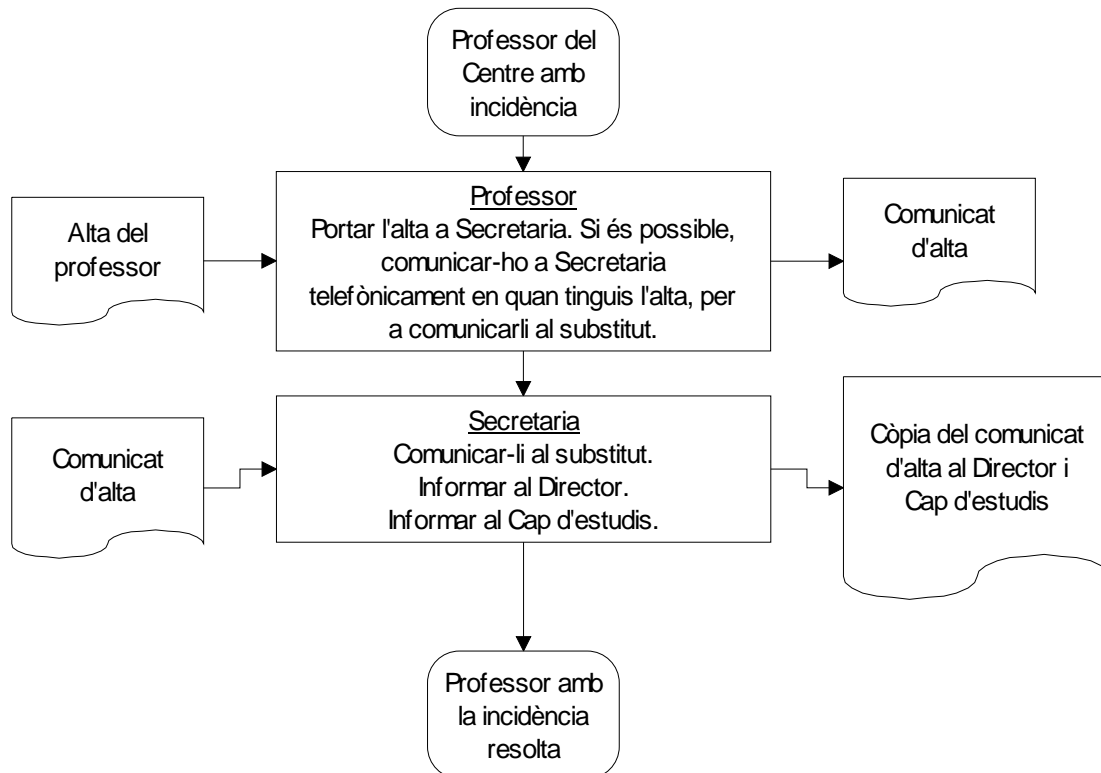 Professor del
Centre amb
incidència
Professor
Portar l'alta a Secretaria. Si és possible,
comunicar-ho a Secretaria
telefònicament en quan tinguis l'alta, per
a comunicarli al substitut.
Alta del
professor
Comunicat
d'alta
Secretaria
Comunicar-li al substitut.
Informar al Director.
Informar al Cap d'estudis.
Comunicat
d'alta
Còpia del comunicat
d'alta al Director i
Cap d'estudis
Professor amb
la incidència
resolta